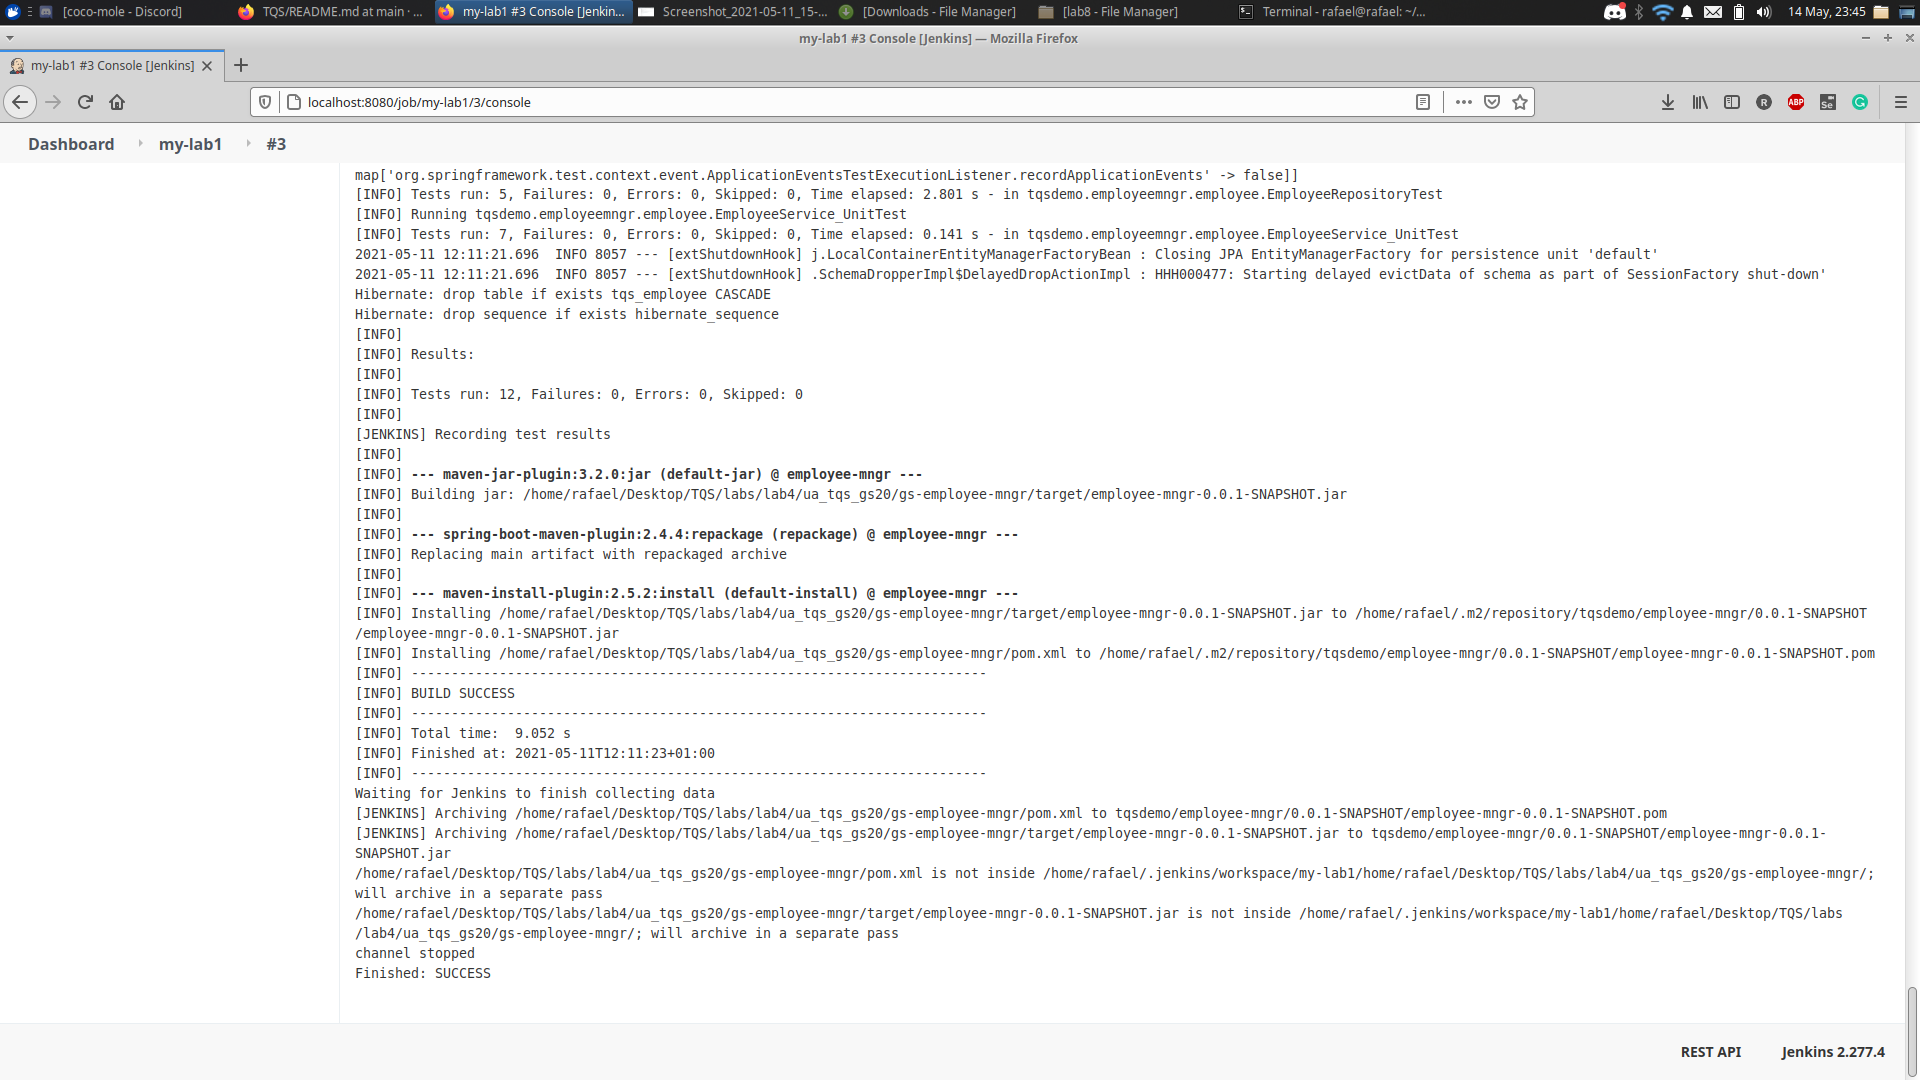 [coco-mole - Discord]
TQS/README.md at main · ...
my-lab1 #3 Console [Jenkin...
Screenshot_2021-05-11_15-...
[Downloads - File Manager]
[lab8 - File Manager]
Terminal - rafael@rafael: ~/...
14 May, 23:45
my-lab1 #3 Console [Jenkins] — Mozilla Firefox
my-lab1 #3 Console [Jenkins]
localhost:8080/job/my-lab1/3/console
R
ABP
Se
G
Dashboard
my-lab1
#3
map['org.springframework.test.context.event.ApplicationEventsTestExecutionListener.recordApplicationEvents' -> false]]
[INFO] Tests run: 5, Failures: 0, Errors: 0, Skipped: 0, Time elapsed: 2.801 s - in tqsdemo.employeemngr.employee.EmployeeRepositoryTest
[INFO] Running tqsdemo.employeemngr.employee.EmployeeService_UnitTest
[INFO] Tests run: 7, Failures: 0, Errors: 0, Skipped: 0, Time elapsed: 0.141 s - in tqsdemo.employeemngr.employee.EmployeeService_UnitTest
2021-05-11 12:11:21.696  INFO 8057 --- [extShutdownHook] j.LocalContainerEntityManagerFactoryBean : Closing JPA EntityManagerFactory for persistence unit 'default'
2021-05-11 12:11:21.696  INFO 8057 --- [extShutdownHook] .SchemaDropperImpl$DelayedDropActionImpl : HHH000477: Starting delayed evictData of schema as part of SessionFactory shut-down'
Hibernate: drop table if exists tqs_employee CASCADE
Hibernate: drop sequence if exists hibernate_sequence
[INFO]
[INFO] Results:
[INFO]
[INFO] Tests run: 12, Failures: 0, Errors: 0, Skipped: 0
[INFO]
[JENKINS] Recording test results
[INFO]
[INFO] --- maven-jar-plugin:3.2.0:jar (default-jar) @ employee-mngr ---
[INFO] Building jar: /home/rafael/Desktop/TQS/labs/lab4/ua_tqs_gs20/gs-employee-mngr/target/employee-mngr-0.0.1-SNAPSHOT.jar
[INFO]
[INFO] --- spring-boot-maven-plugin:2.4.4:repackage (repackage) @ employee-mngr ---
[INFO] Replacing main artifact with repackaged archive
[INFO]
[INFO] --- maven-install-plugin:2.5.2:install (default-install) @ employee-mngr ---
[INFO] Installing /home/rafael/Desktop/TQS/labs/lab4/ua_tqs_gs20/gs-employee-mngr/target/employee-mngr-0.0.1-SNAPSHOT.jar to /home/rafael/.m2/repository/tqsdemo/employee-mngr/0.0.1-SNAPSHOT
/employee-mngr-0.0.1-SNAPSHOT.jar
[INFO] Installing /home/rafael/Desktop/TQS/labs/lab4/ua_tqs_gs20/gs-employee-mngr/pom.xml to /home/rafael/.m2/repository/tqsdemo/employee-mngr/0.0.1-SNAPSHOT/employee-mngr-0.0.1-SNAPSHOT.pom
[INFO] ------------------------------------------------------------------------
[INFO] BUILD SUCCESS
[INFO] ------------------------------------------------------------------------
[INFO] Total time:  9.052 s
[INFO] Finished at: 2021-05-11T12:11:23+01:00
[INFO] ------------------------------------------------------------------------
Waiting for Jenkins to finish collecting data
[JENKINS] Archiving /home/rafael/Desktop/TQS/labs/lab4/ua_tqs_gs20/gs-employee-mngr/pom.xml to tqsdemo/employee-mngr/0.0.1-SNAPSHOT/employee-mngr-0.0.1-SNAPSHOT.pom
[JENKINS] Archiving /home/rafael/Desktop/TQS/labs/lab4/ua_tqs_gs20/gs-employee-mngr/target/employee-mngr-0.0.1-SNAPSHOT.jar to tqsdemo/employee-mngr/0.0.1-SNAPSHOT/employee-mngr-0.0.1-
SNAPSHOT.jar
/home/rafael/Desktop/TQS/labs/lab4/ua_tqs_gs20/gs-employee-mngr/pom.xml is not inside /home/rafael/.jenkins/workspace/my-lab1/home/rafael/Desktop/TQS/labs/lab4/ua_tqs_gs20/gs-employee-mngr/;
will archive in a separate pass
/home/rafael/Desktop/TQS/labs/lab4/ua_tqs_gs20/gs-employee-mngr/target/employee-mngr-0.0.1-SNAPSHOT.jar is not inside /home/rafael/.jenkins/workspace/my-lab1/home/rafael/Desktop/TQS/labs
/lab4/ua_tqs_gs20/gs-employee-mngr/; will archive in a separate pass
channel stopped
Finished: SUCCESS
REST API
Jenkins 2.277.4